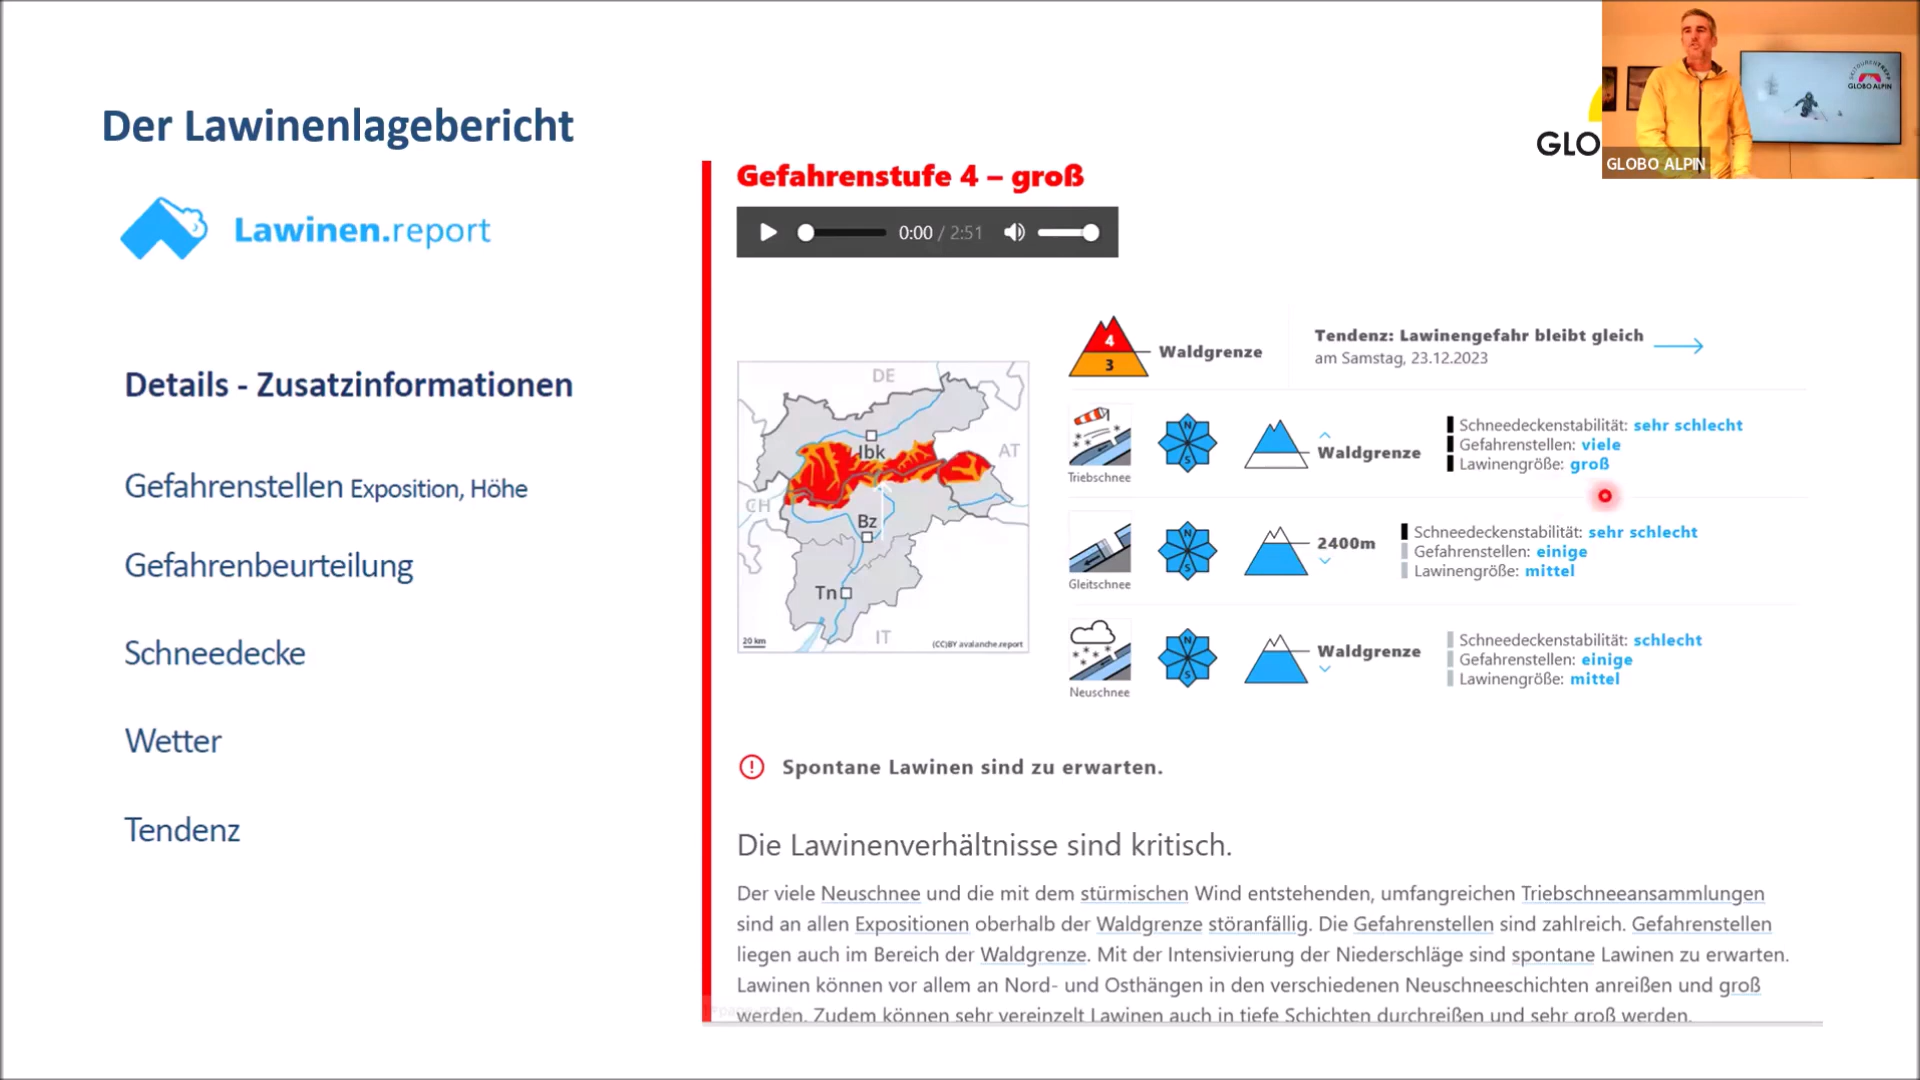 Der Lawinenlagebericht
Lawinen.report
Details - Zusatzinformationen
Gefahrenstellen Exposition, Höhe
Gefahrenbeurteilung
Schneedecke
Wetter
Tendenz
GLO
GLOBO ALPIN
SKITOURENTREFF
GLOBO ALPIN
Gefahrenstufe 4 – groß
0:00 / 2:51
DE
Ibk
AT
CH
Bz
Tn
IT
20 km
(CC)BY avalanche.report
4
3
Waldgrenze
Tendenz: Lawinengefahr bleibt gleich
am Samstag, 23.12.2023
Triebschnee
N
S
Waldgrenze
Schneedeckenstabilität: sehr schlecht
Gefahrenstellen: viele
Lawinengröße: groß
Gleitschnee
N
S
2400m
Schneedeckenstabilität: sehr schlecht
Gefahrenstellen: einige
Lawinengröße: mittel
Neuschnee
N
S
Waldgrenze
Schneedeckenstabilität: schlecht
Gefahrenstellen: einige
Lawinengröße: mittel
Spontane Lawinen sind zu erwarten.
Die Lawinenverhältnisse sind kritisch.
Der viele Neuschnee und die mit dem stürmischen Wind entstehenden, umfangreichen Triebschneeansammlungen
sind an allen Expositionen oberhalb der Waldgrenze störanfällig. Die Gefahrenstellen sind zahlreich. Gefahrenstellen
liegen auch im Bereich der Waldgrenze. Mit der Intensivierung der Niederschläge sind spontane Lawinen zu erwarten.
Lawinen können vor allem an Nord- und Osthängen in den verschiedenen Neuschneeschichten anreißen und groß
werden. Zudem können sehr vereinzelt Lawinen auch in tiefe Schichten durchreißen und sehr groß werden.